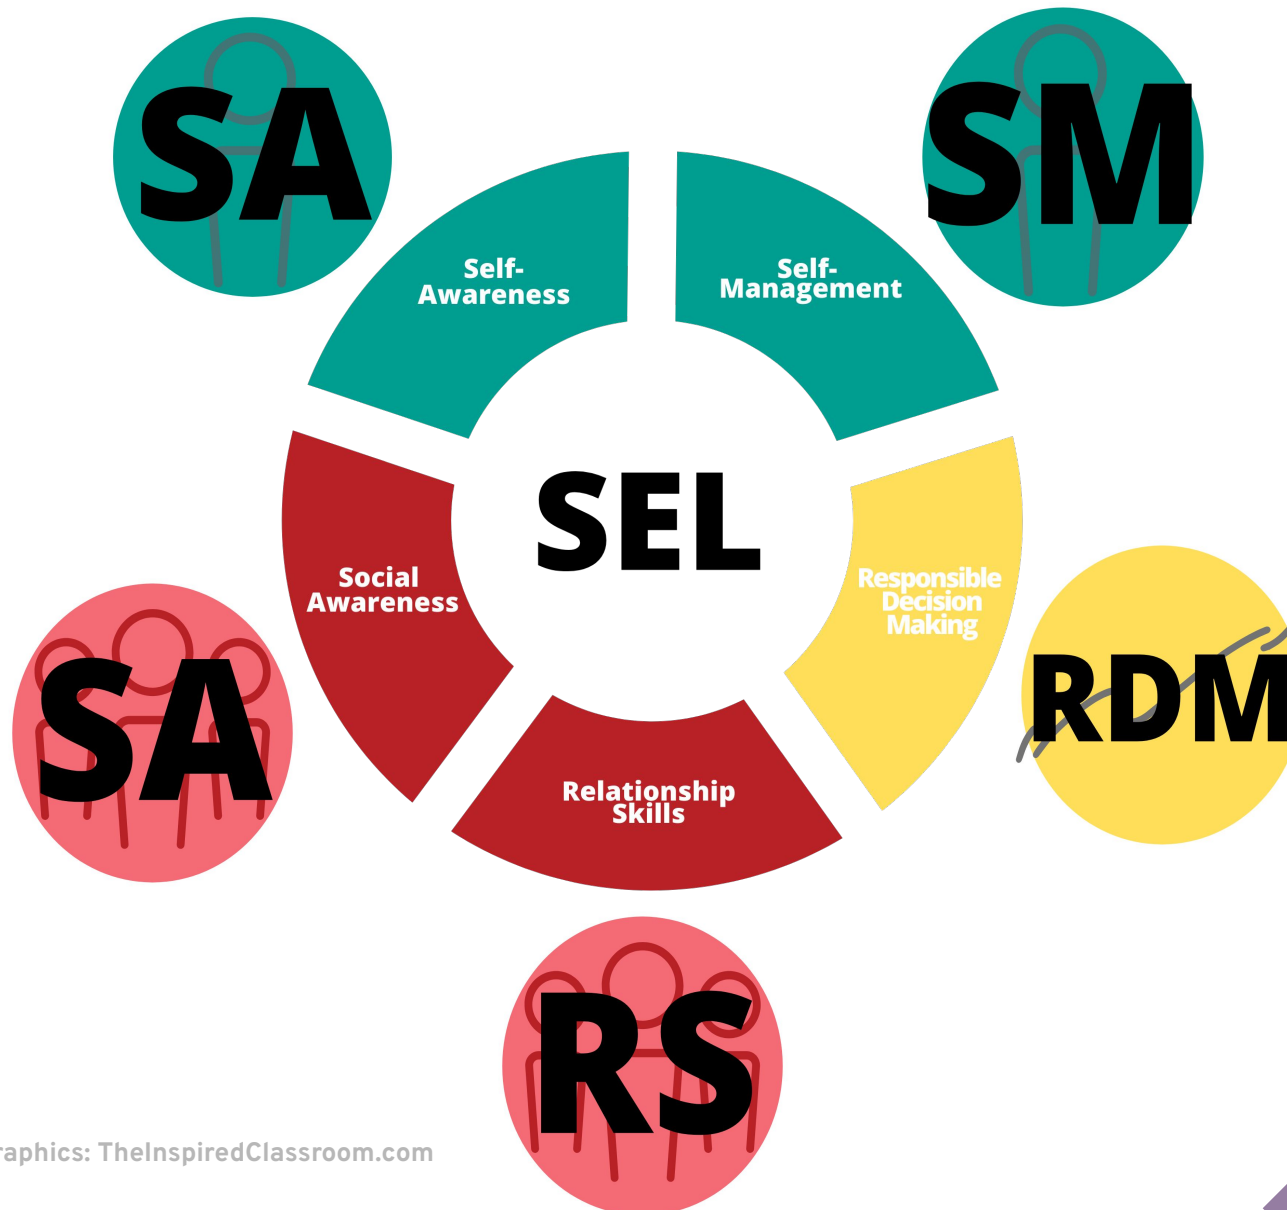 SA
SM
Self-
Awareness
Self-
Management
SEL
Social
Awareness
Responsible
Decision
Making
SA
RDM
Relationship
Skills
RS
raphics: TheInspiredClassroom.com